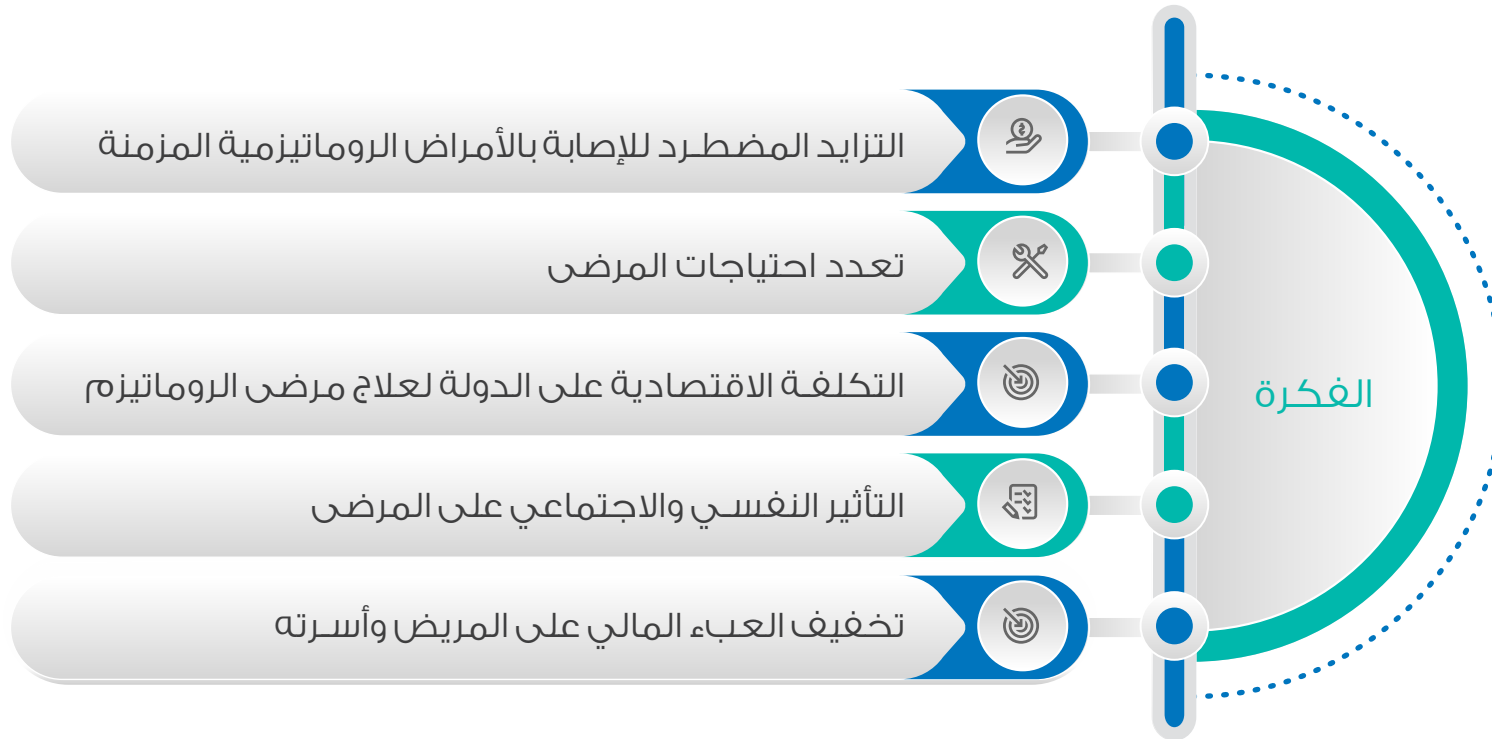 الفكرة
التزايد المضطرد للإصابة بالأمراض الروماتيزمية المزمنة
تعدد احتياجات المرضى
التكلفة الاقتصادية على الدولة لعلاج مرضى الروماتيزم
التأثير النفسي والاجتماعي على المرضى
تخفيف العبء المالي على المريض وأسرته